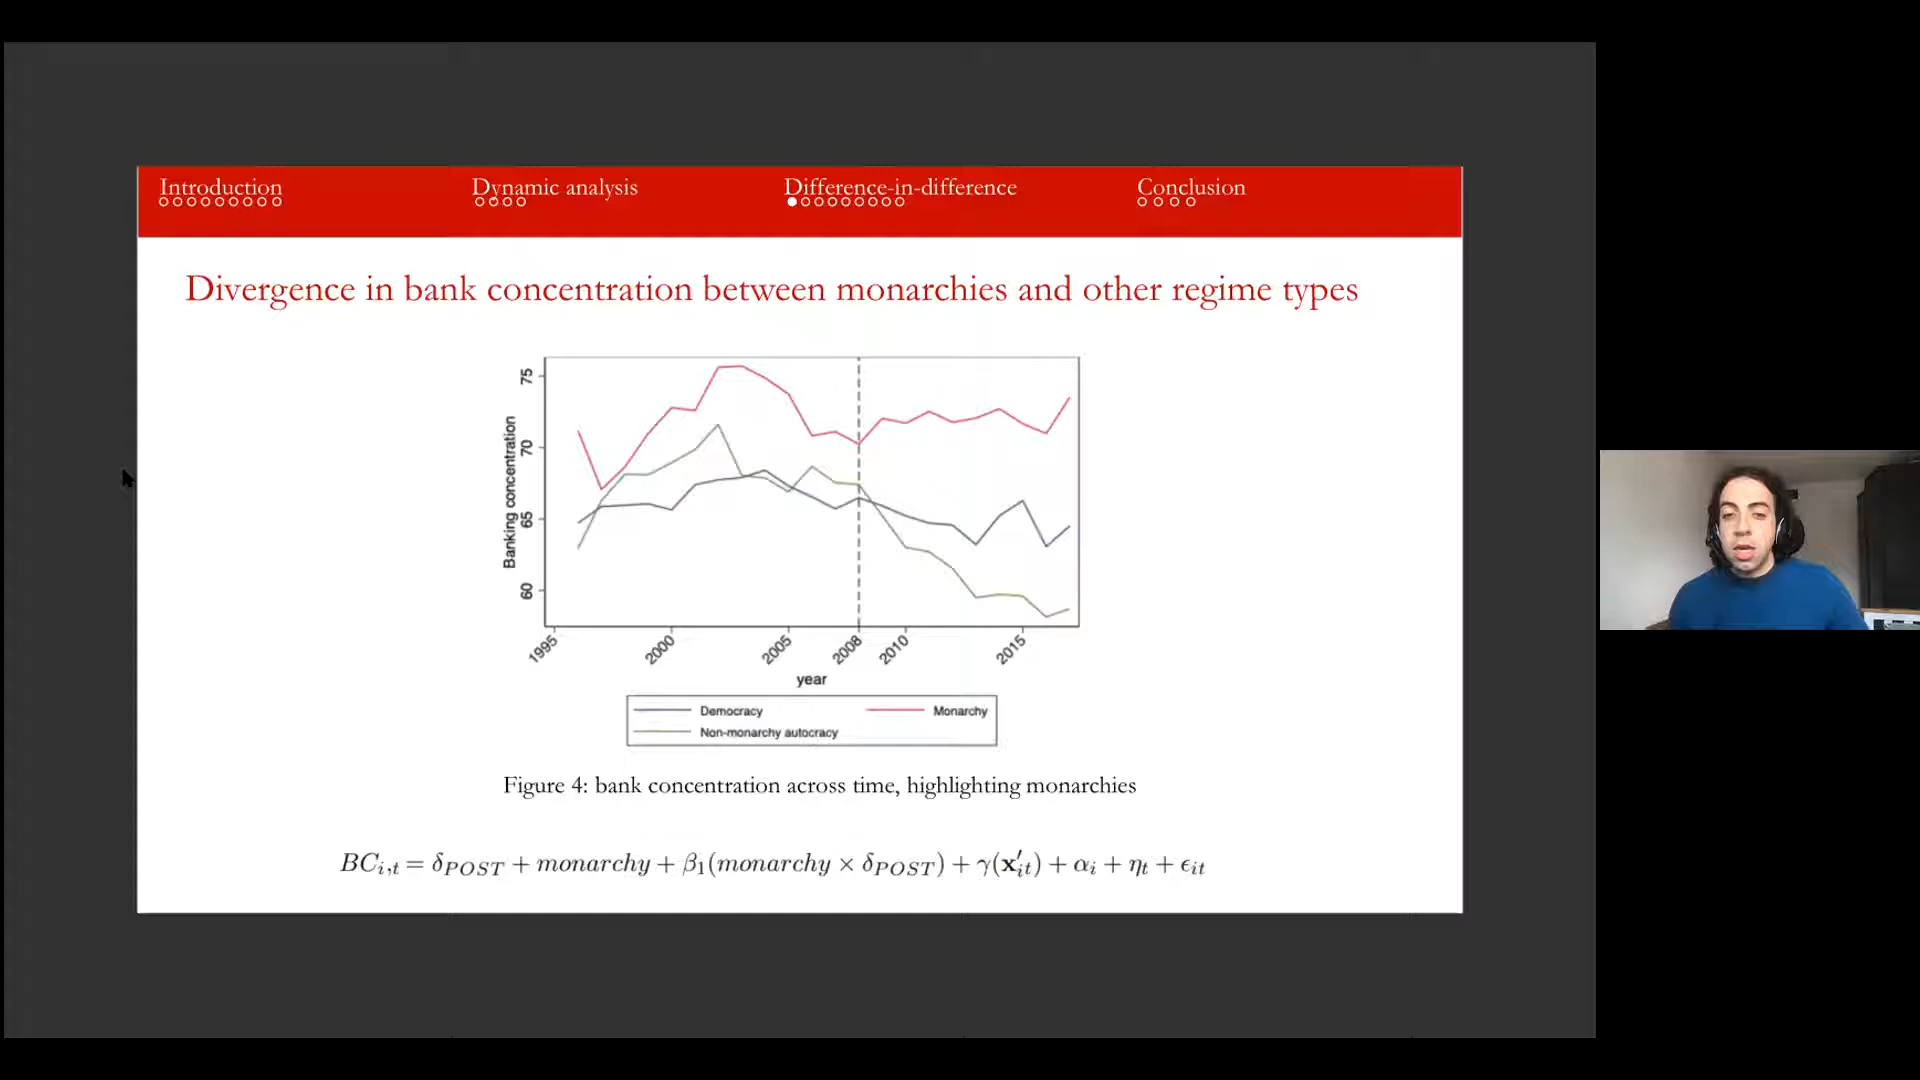 Introduction
Dynamic analysis
Difference-in-difference
Conclusion
Divergence in bank concentration between monarchies and other regime types
Banking concentration
75
70
65
60
1995
2000
2005
2008
2010
2015
year
Democracy
Monarchy
Non-monarchy autocracy
Figure 4: bank concentration across time, highlighting monarchies
BC_{i,t} = δ_{POST} + monarchy + β_1(monarchy × δ_{POST}) + γ(x′_{it}) + α_i + η_t + ϵ_{it}